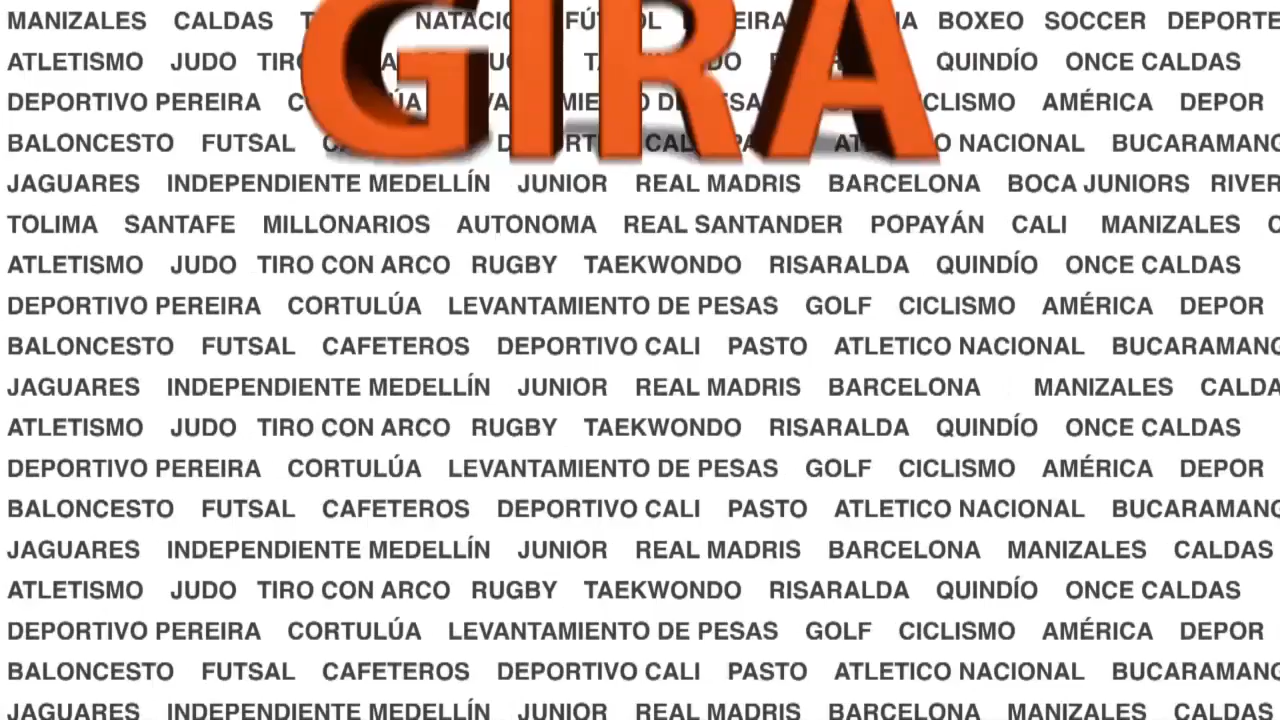 GIRA
MANIZALES CALDAS BOXEO SOCCER DEPORTE
ATLETISMO JUDO QUINDÍO ONCE CALDAS
DEPORTIVO PEREIRA AMÉRICA DEPOR
BALONCESTO FUTSAL NACIONAL BUCARAMANG
JAGUARES INDEPENDIENTE MEDELLÍN JUNIOR REAL MADRIS BARCELONA BOCA JUNIORS RIVER
TOLIMA SANTAFE MILLONARIOS AUTONOMA REAL SANTANDER POPAYÁN CALI MANIZALES C
ATLETISMO JUDO TIRO CON ARCO RUGBY TAEKWONDO RISARALDA QUINDÍO ONCE CALDAS
DEPORTIVO PEREIRA CORTULÚA LEVANTAMIENTO DE PESAS GOLF CICLISMO AMÉRICA DEPOR
BALONCESTO FUTSAL CAFETEROS DEPORTIVO CALI PASTO ATLETICO NACIONAL BUCARAMANG
JAGUARES INDEPENDIENTE MEDELLÍN JUNIOR REAL MADRIS BARCELONA MANIZALES CALDA
ATLETISMO JUDO TIRO CON ARCO RUGBY TAEKWONDO RISARALDA QUINDÍO ONCE CALDAS
DEPORTIVO PEREIRA CORTULÚA LEVANTAMIENTO DE PESAS GOLF CICLISMO AMÉRICA DEPOR
BALONCESTO FUTSAL CAFETEROS DEPORTIVO CALI PASTO ATLETICO NACIONAL BUCARAMANG
JAGUARES INDEPENDIENTE MEDELLÍN JUNIOR REAL MADRIS BARCELONA MANIZALES CALDAS
ATLETISMO JUDO TIRO CON ARCO RUGBY TAEKWONDO RISARALDA QUINDÍO ONCE CALDAS
DEPORTIVO PEREIRA CORTULÚA LEVANTAMIENTO DE PESAS GOLF CICLISMO AMÉRICA DEPOR
BALONCESTO FUTSAL CAFETEROS DEPORTIVO CALI PASTO ATLETICO NACIONAL BUCARAMANG
JAGUARES INDEPENDIENTE MEDELLÍN JUNIOR REAL MADRIS BARCELONA MANIZALES CALDAS